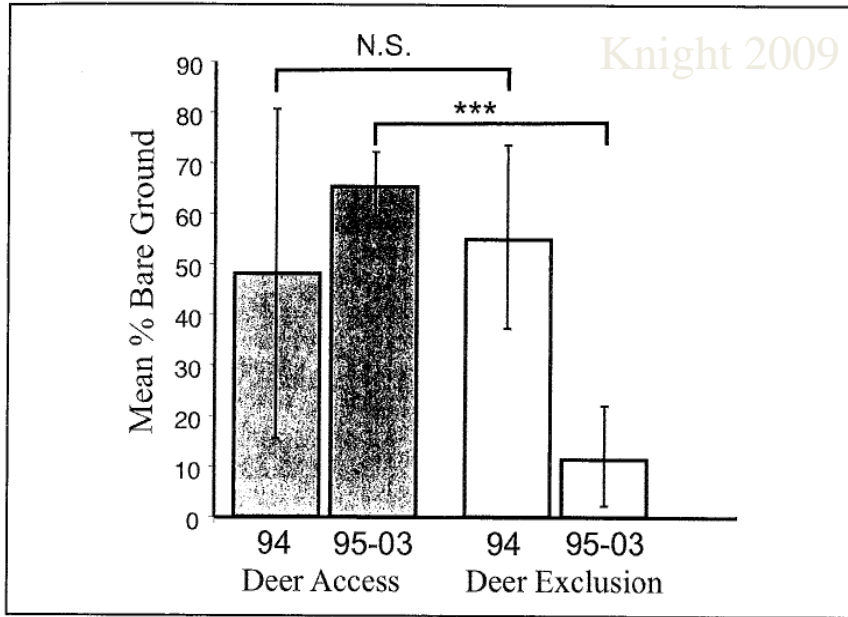 Knight 2009
N.S.
***
Mean % Bare Ground
90
80
70
60
50
40
30
20
10
0
94 95-03 94 95-03
Deer Access Deer Exclusion